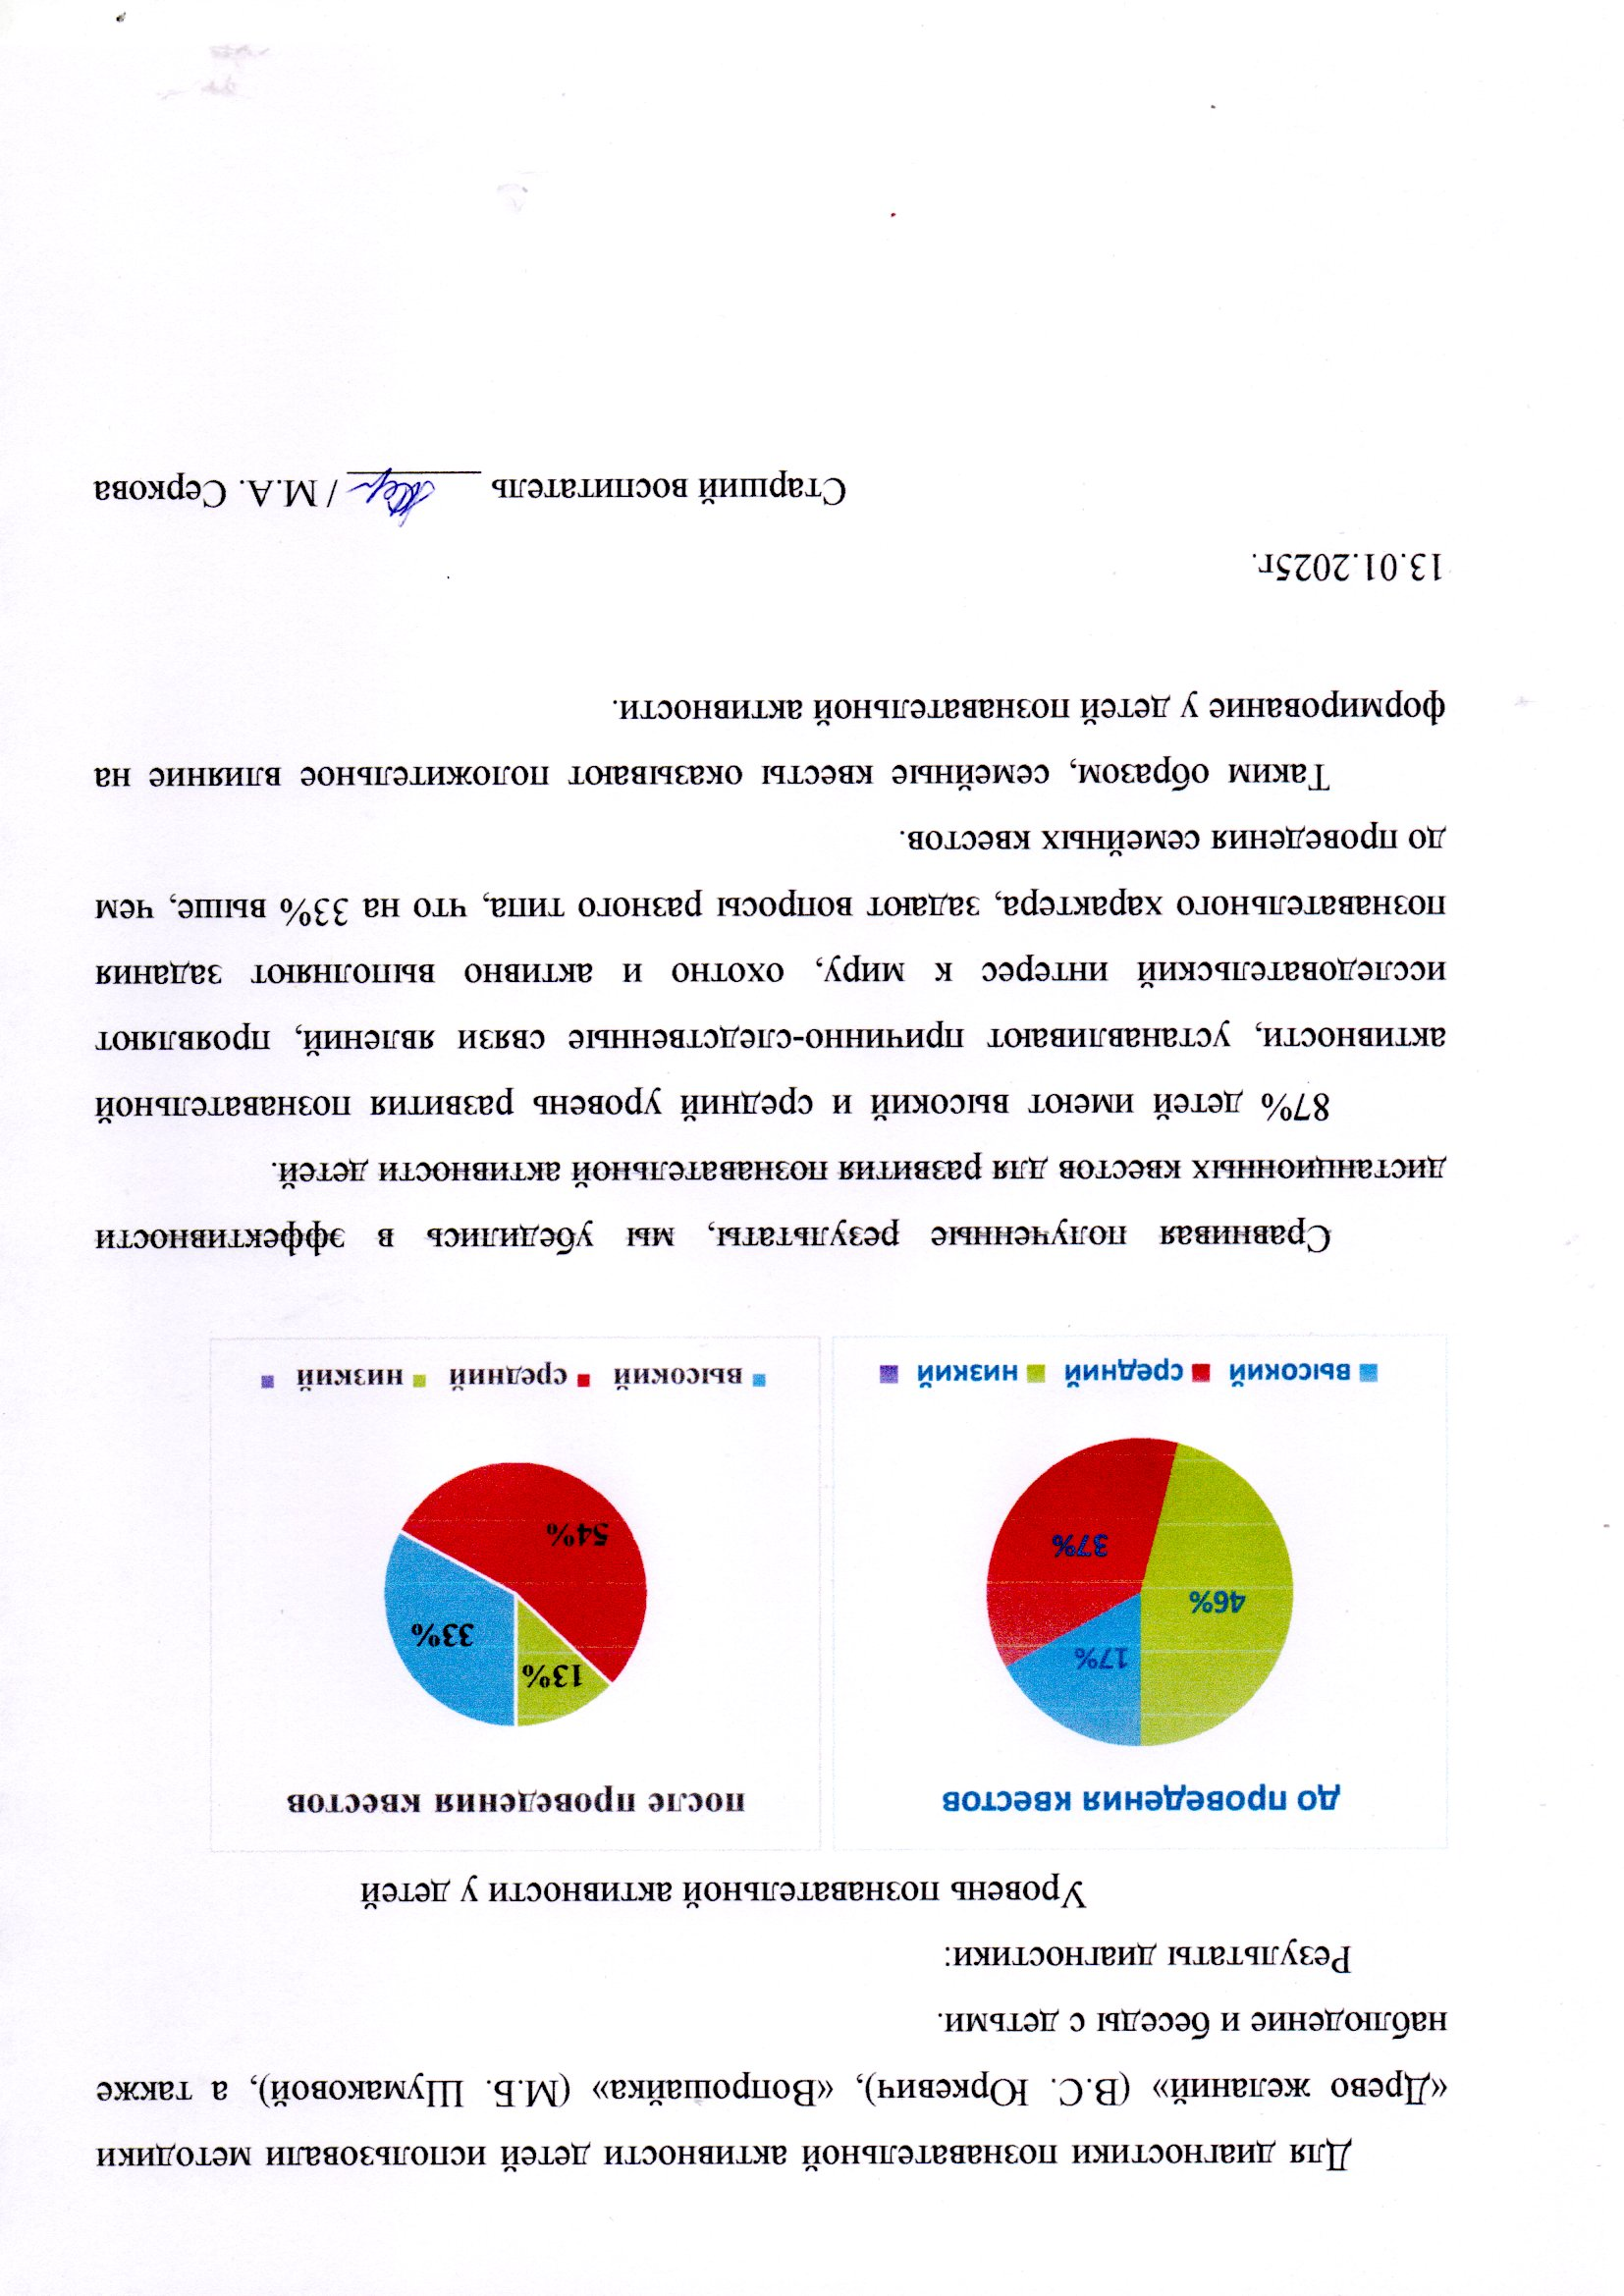 Для диагностики познавательной активности детей использовали методики
«Древо желаний» (В.С. Юркевич), «Вопрошайка» (М.Б. Шумаковой), а также
наблюдение и беседы с детьми.
Результаты диагностики:
Уровень познавательной активности у детей
до проведения квестов
17%
46%
37%
высокий средний низкий
после проведения квестов
13%
33%
54%
высокий средний низкий
Сравнивая полученные результаты, мы убедились в эффективности
дистанционных квестов для развития познавательной активности детей.
87% детей имеют высокий и средний уровень развития познавательной
активности, устанавливают причинно-следственные связи явлений, проявляют
исследовательский интерес к миру, охотно и активно выполняют задания
познавательного характера, задают вопросы разного типа, что на 33% выше, чем
до проведения семейных квестов.
Таким образом, семейные квесты оказывают положительное влияние на
формирование у детей познавательной активности.
13.01.2025г.
Старший воспитатель / М.А. Серкова